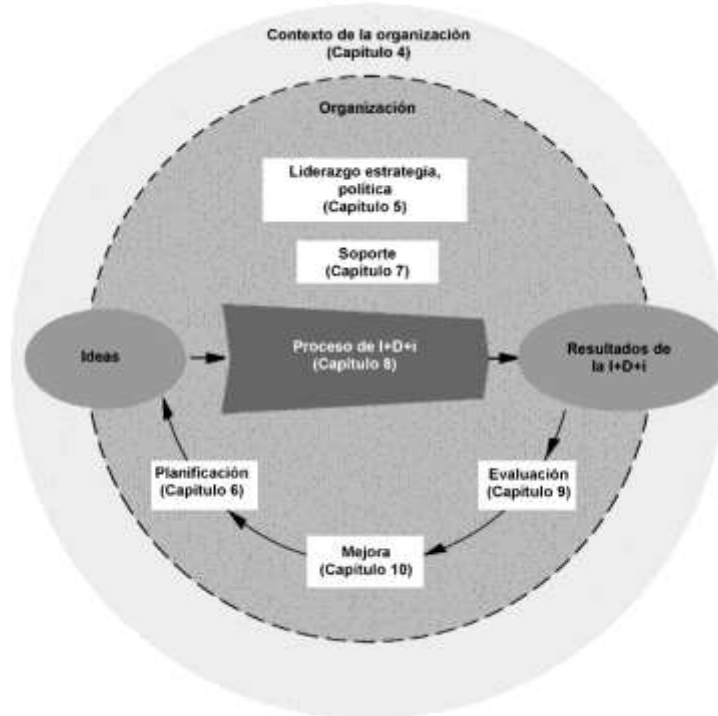 Contexto de la organización
(Capítulo 4)
Organización
Liderazgo estrategia,
política
(Capítulo 5)
Soporte
(Capítulo 7)
Ideas
Proceso de I+D+i
(Capítulo 8)
Resultados de
la I+D+i
Planificación
(Capítulo 6)
Evaluación
(Capítulo 9)
Mejora
(Capítulo 10)